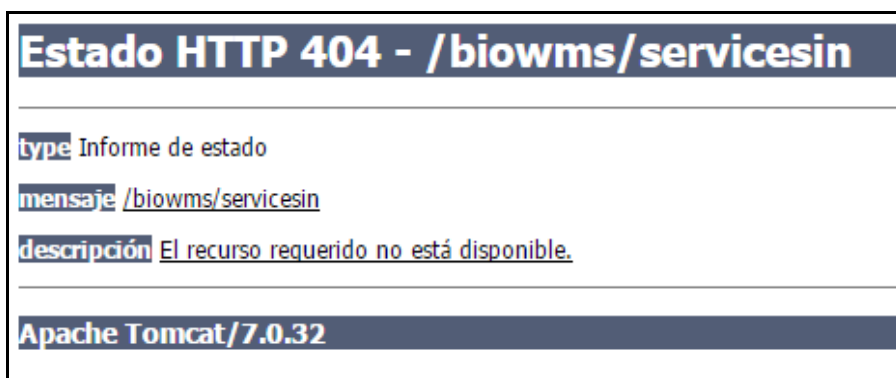 Estado HTTP 404 - /biowms/servicesin
type Informe de estado
mensaje /biowms/servicesin
descripción El recurso requerido no está disponible.
Apache Tomcat/7.0.32